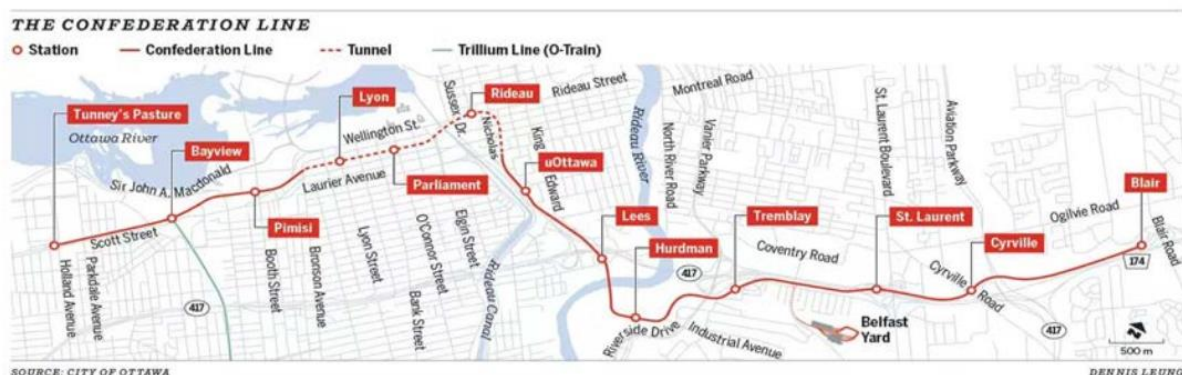 THE CONFEDERATION LINE
Station
Confederation Line
Tunnel
Trillium Line (O-Train)
Tunney's Pasture
Ottawa River
Bayview
Sir John A. Macdonald
Scott Street
Holland Avenue
Parkdale Avenue
417
Pimisi
Booth Street
Bronson Avenue
Lyon
Wellington St.
Laurier Avenue
Parliament
Lyon Street
O'Connor Street
Bank Street
Elgin Street
Rideau Canal
Sussex Dr.
Rideau
Nicholas
Rideau Street
King Edward
uOttawa
Lees
Hurdman
Rideau River
Montreal Road
North River Road
Vanier Parkway
417
Riverside Drive
Tremblay
Coventry Road
Industrial Avenue
Belfast
Yard
St. Laurent Boulevard
St. Laurent
Aviation Parkway
Cyrville
Cyrville Road
417
Ogilvie Road
Blair
Blair Road
174
N
500 m
SOURCE: CITY OF OTTAWA
DENNIS LEUNG